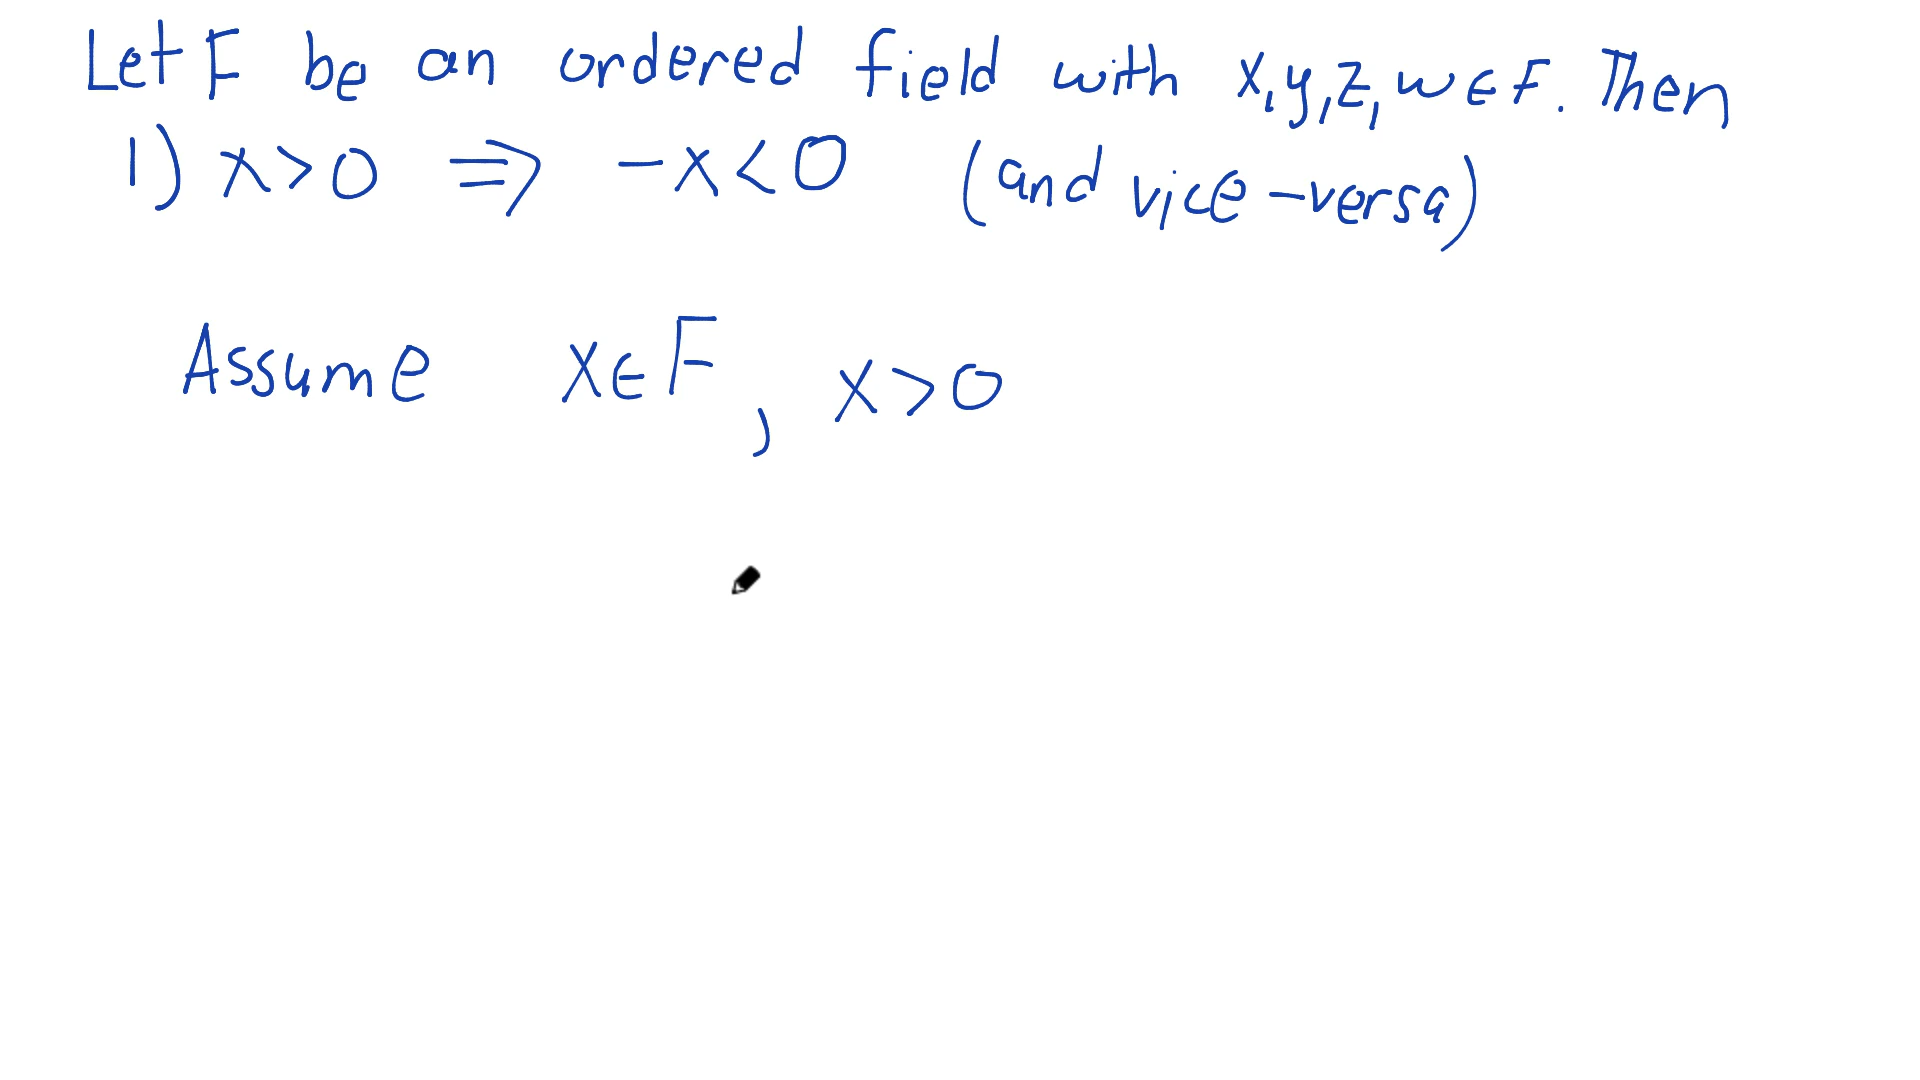 Let F be an ordered field with x, y, z, w ∈ F. Then
1) x > 0 ⇒ -x < 0 (and vice-versa)
Assume x ∈ F, x > 0